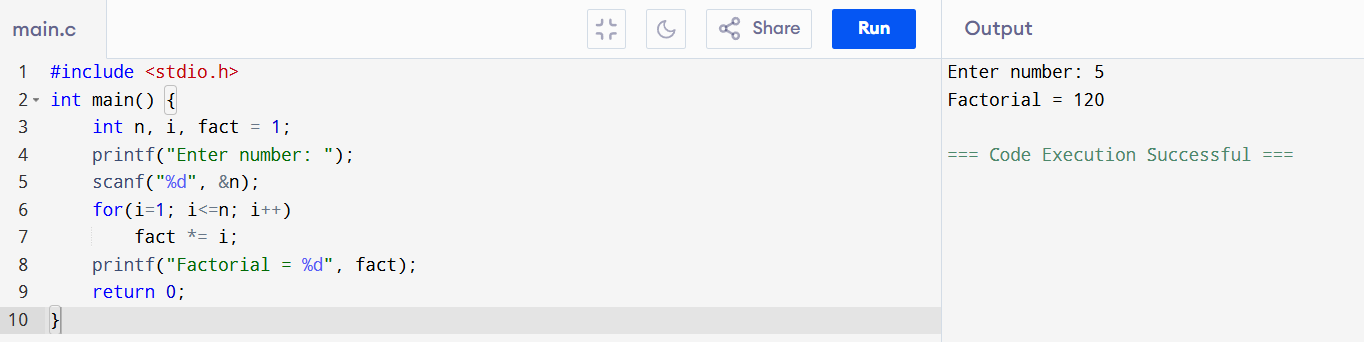 main.c
Share
Run
Output
1 #include <stdio.h>
2 int main() {
3     int n, i, fact = 1;
4     printf("Enter number: ");
5     scanf("%d", &n);
6     for(i=1; i<=n; i++)
7         fact *= i;
8     printf("Factorial = %d", fact);
9     return 0;
10 }
Enter number: 5
Factorial = 120
=== Code Execution Successful ===